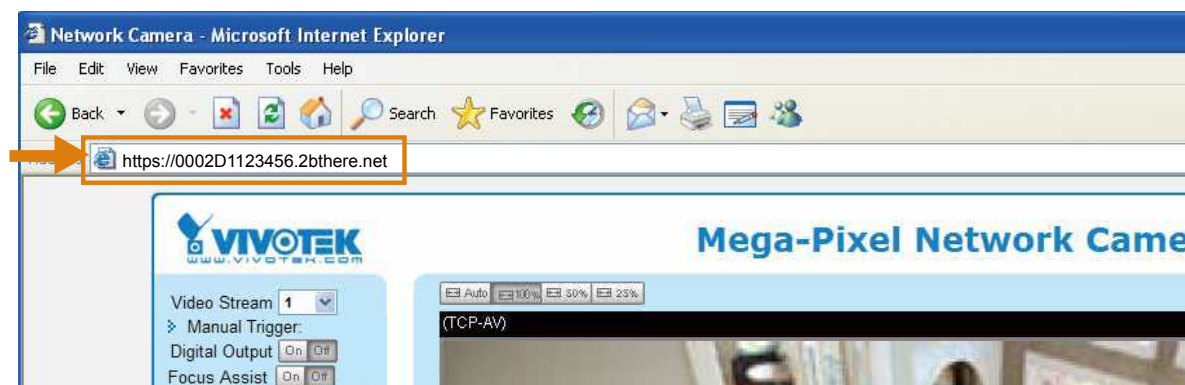 Network Camera - Microsoft Internet Explorer
File Edit View Favorites Tools Help
Back Search Favorites
https://0002D1123456.2bthere.net
VIVOTEK
www.vivotek.com
Mega-Pixel Network Came
Auto 100% 50% 25%
Video Stream 1
(TCP-AV)
Manual Trigger:
Digital Output On Off
Focus Assist On Off